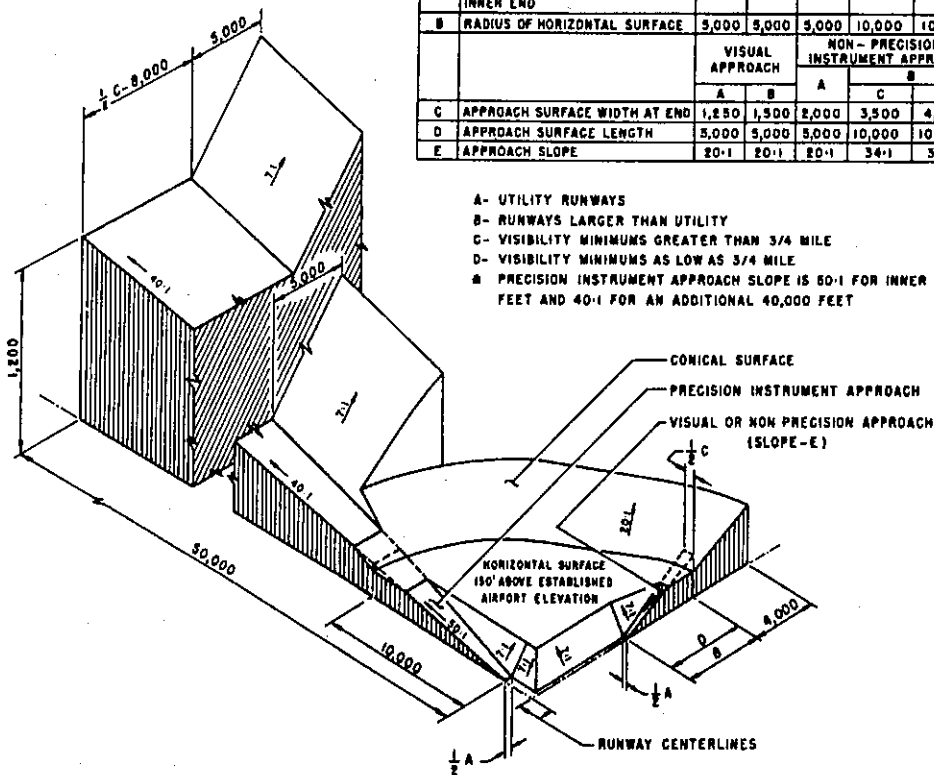 INNER END
B RADIUS OF HORIZONTAL SURFACE 5,000 5,000 5,000 10,000
VISUAL APPROACH
INSTRUMENT
A B A B
C
C APPROACH SURFACE WIDTH AT END 1,250 1,500 2,000 3,500
D APPROACH SURFACE LENGTH 5,000 5,000 5,000 10,000
E APPROACH SLOPE 20:1 20:1 20:1 34:1
A- UTILITY RUNWAYS
B- RUNWAYS LARGER THAN UTILITY
C- VISIBILITY MINIMUMS GREATER THAN 3/4 MILE
D- VISIBILITY MINIMUMS AS LOW AS 3/4 MILE
PRECISION INSTRUMENT APPROACH SLOPE IS 50:1 FOR INNER
FEET AND 40:1 FOR AN ADDITIONAL 40,000 FEET
5,000
1/2 C-8,000
7:1
40:1
5,000
1,200
7:1
CONICAL SURFACE
PRECISION INSTRUMENT APPROACH
VISUAL OR NON PRECISION APPROACH
(SLOPE-E)
1/2 C
40:1
20:1
50,000
HORIZONTAL SURFACE
150' ABOVE ESTABLISHED
AIRPORT ELEVATION
50:1
7:1
7:1
7:1
7:1
10,000
4,000
D
B
1/2 A
1/2 A
RUNWAY CENTERLINES